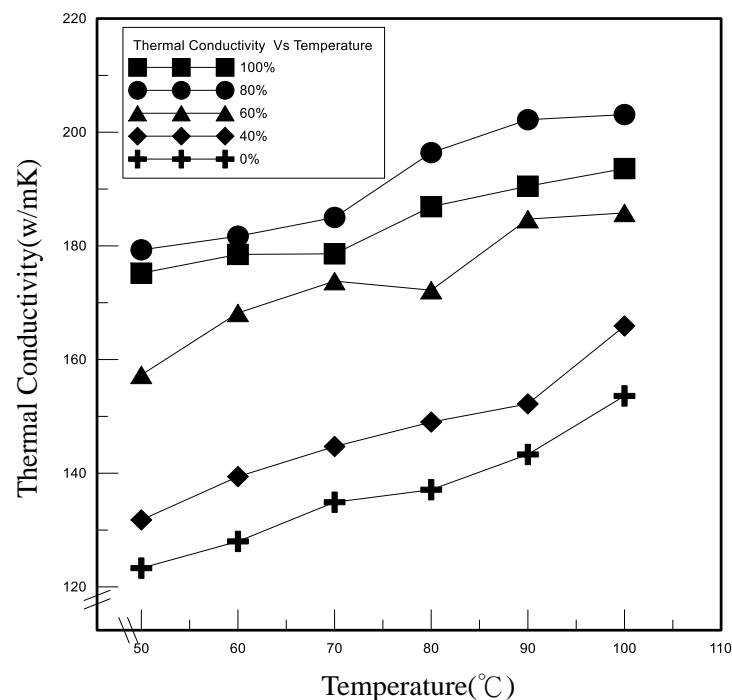 220
200
180
160
140
120
Thermal Conductivity(w/mK)
Thermal Conductivity Vs Temperature
100%
80%
60%
40%
0%
50 60 70 80 90 100 110
Temperature(℃)